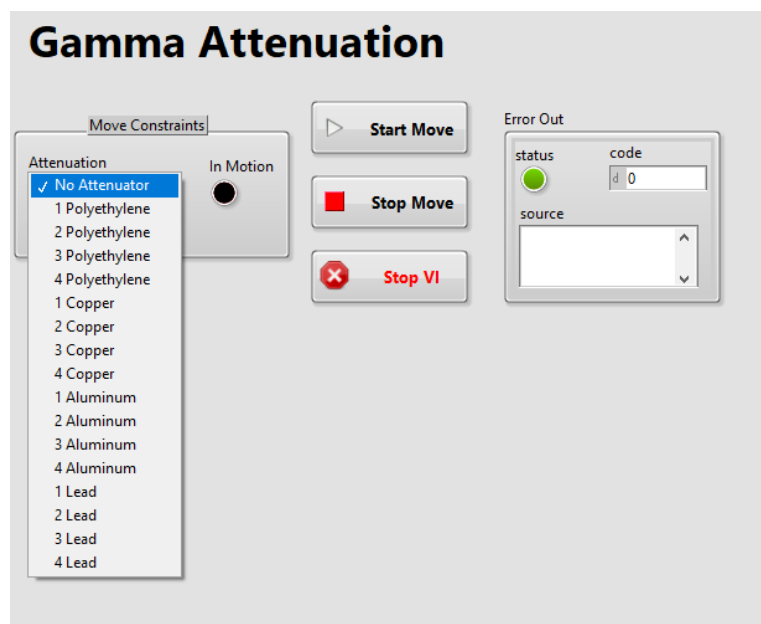 Gamma Attenuation
Move Constraints
Attenuation
In Motion
✓ No Attenuator
1 Polyethylene
2 Polyethylene
3 Polyethylene
4 Polyethylene
1 Copper
2 Copper
3 Copper
4 Copper
1 Aluminum
2 Aluminum
3 Aluminum
4 Aluminum
1 Lead
2 Lead
3 Lead
4 Lead
Start Move
Stop Move
Stop VI
Error Out
status
code
d 0
source